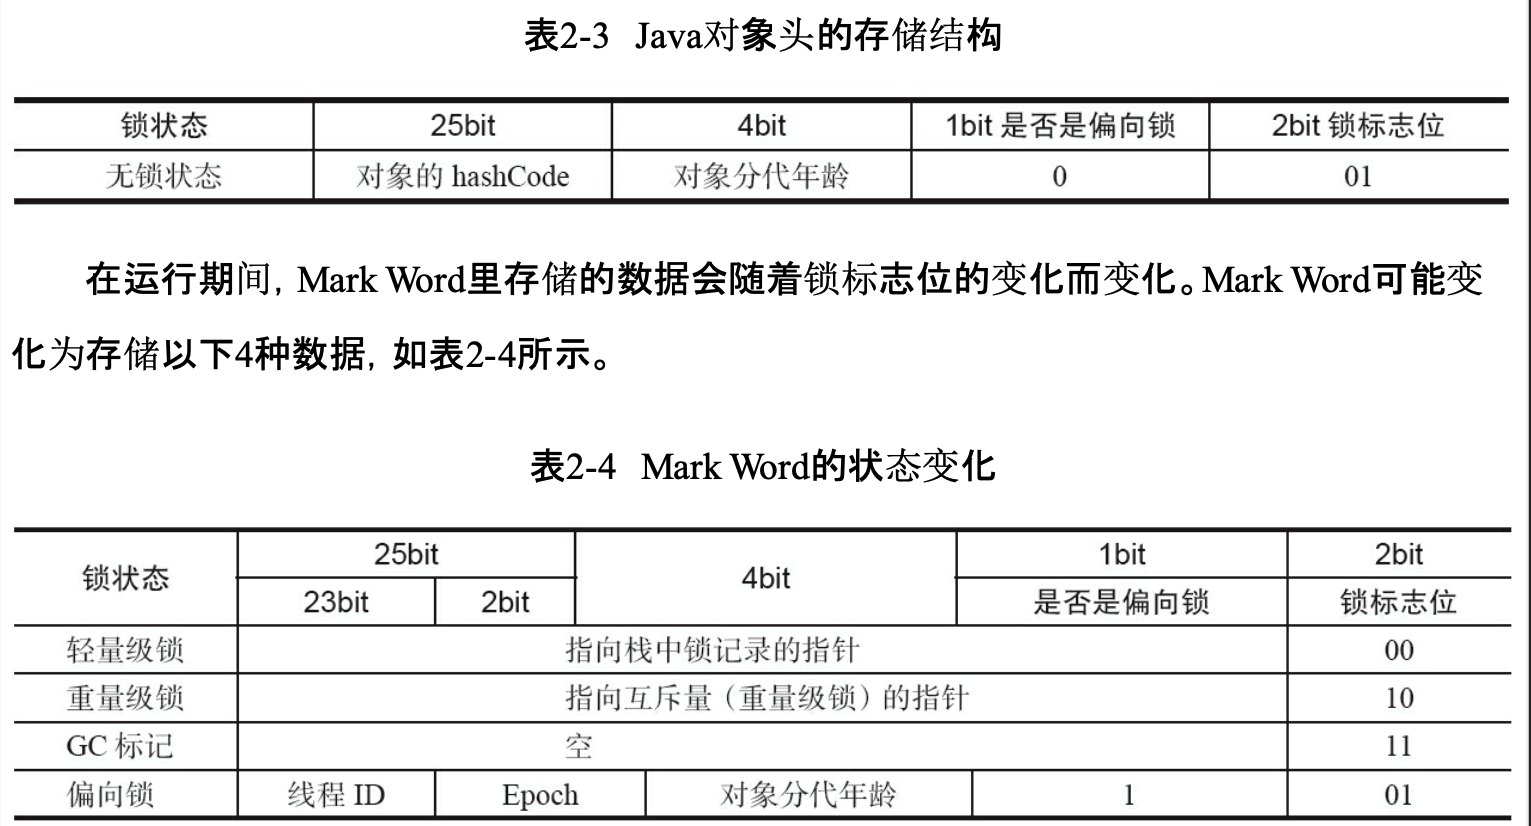 表2-3 Java对象头的存储结构
锁状态 25bit 4bit 1bit 是否是偏向锁 2bit 锁标志位
无锁状态 对象的 hashCode 对象分代年龄 0 01
在运行期间，Mark Word里存储的数据会随着锁标志位的变化而变化。Mark Word可能变
化为存储以下4种数据，如表2-4所示。
表2-4 Mark Word的状态变化
锁状态 25bit 4bit 1bit 2bit
23bit 2bit 是否是偏向锁 锁标志位
轻量级锁 指向栈中锁记录的指针 00
重量级锁 指向互斥量（重量级锁）的指针 10
GC 标记 空 11
偏向锁 线程 ID Epoch 对象分代年龄 1 01